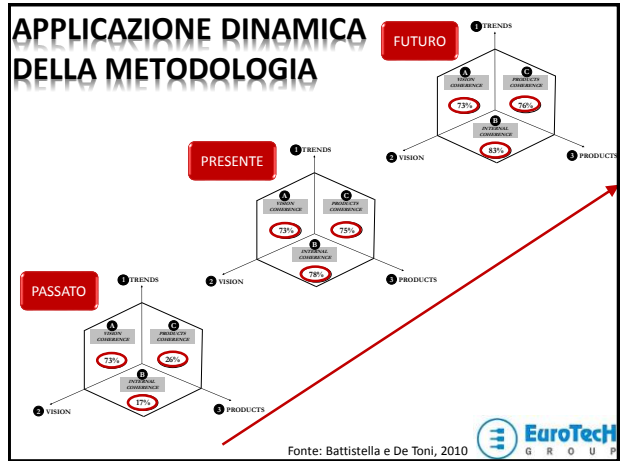 APPLICAZIONE DINAMICA
DELLA METODOLOGIA
FUTURO
1 TRENDS
A
VISION
COHERENCE
73%
C
PRODUCTS
COHERENCE
76%
B
INTERNAL
COHERENCE
83%
2 VISION
3 PRODUCTS
PRESENTE
1 TRENDS
A
VISION
COHERENCE
73%
C
PRODUCTS
COHERENCE
75%
B
INTERNAL
COHERENCE
78%
2 VISION
3 PRODUCTS
PASSATO
1 TRENDS
A
VISION
COHERENCE
73%
C
PRODUCTS
COHERENCE
26%
B
INTERNAL
COHERENCE
17%
2 VISION
3 PRODUCTS
Fonte: Battistella e De Toni, 2010
EuroTecH
GROUP